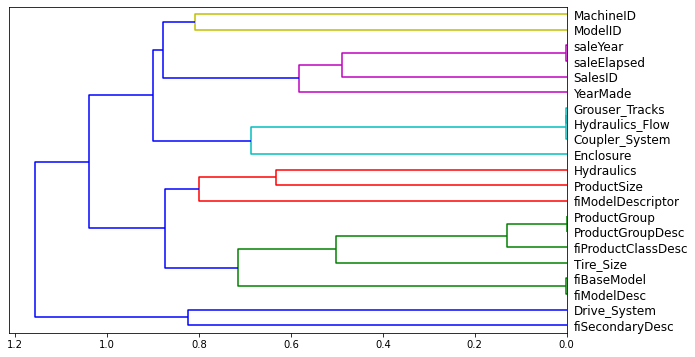 MachineID
ModelID
saleYear
saleElapsed
SalesID
YearMade
Grouser_Tracks
Hydraulics_Flow
Coupler_System
Enclosure
Hydraulics
ProductSize
fiModelDescriptor
ProductGroup
ProductGroupDesc
fiProductClassDesc
Tire_Size
fiBaseModel
fiModelDesc
Drive_System
fiSecondaryDesc
1.2 1.0 0.8 0.6 0.4 0.2 0.0